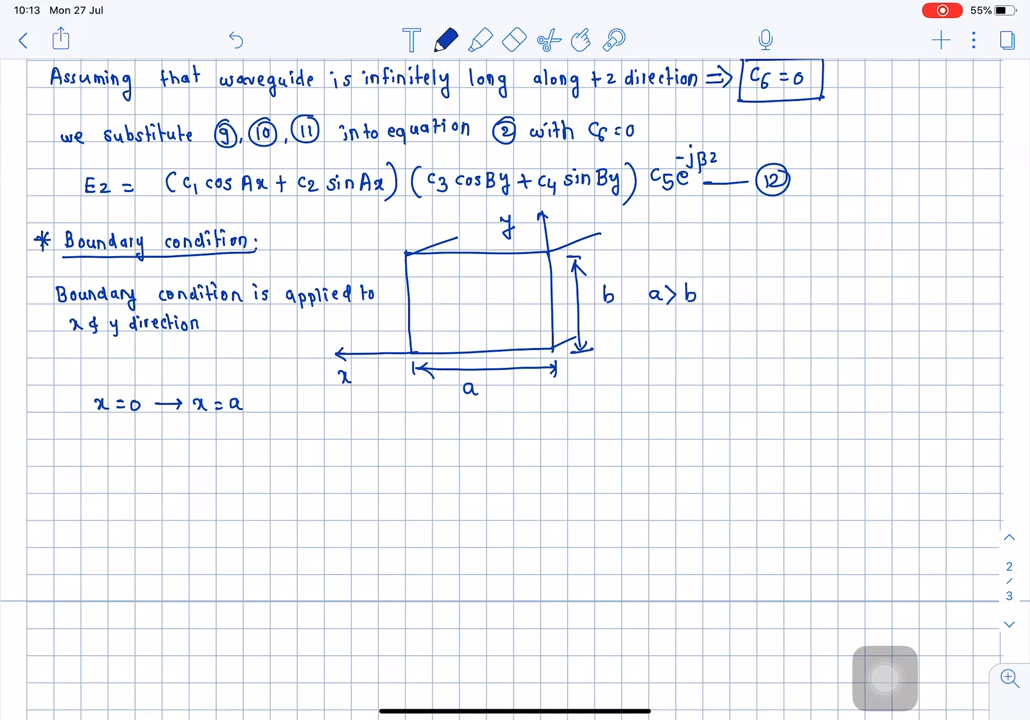 10:13 Mon 27 Jul
55%
Assuming that waveguide is infinitely long along +z direction ⇒ C6 = 0
we substitute 9, 10, 11 into equation 2 with C6 = 0
Ez = (C1 cos Ax + C2 sin Ax) (C3 cos By + C4 sin By) C5 e^-jβz — 12
* Boundary condition:
y
Boundary condition is applied to
x & y direction
b a > b
x
a
x = 0 → x = a
2
/
3